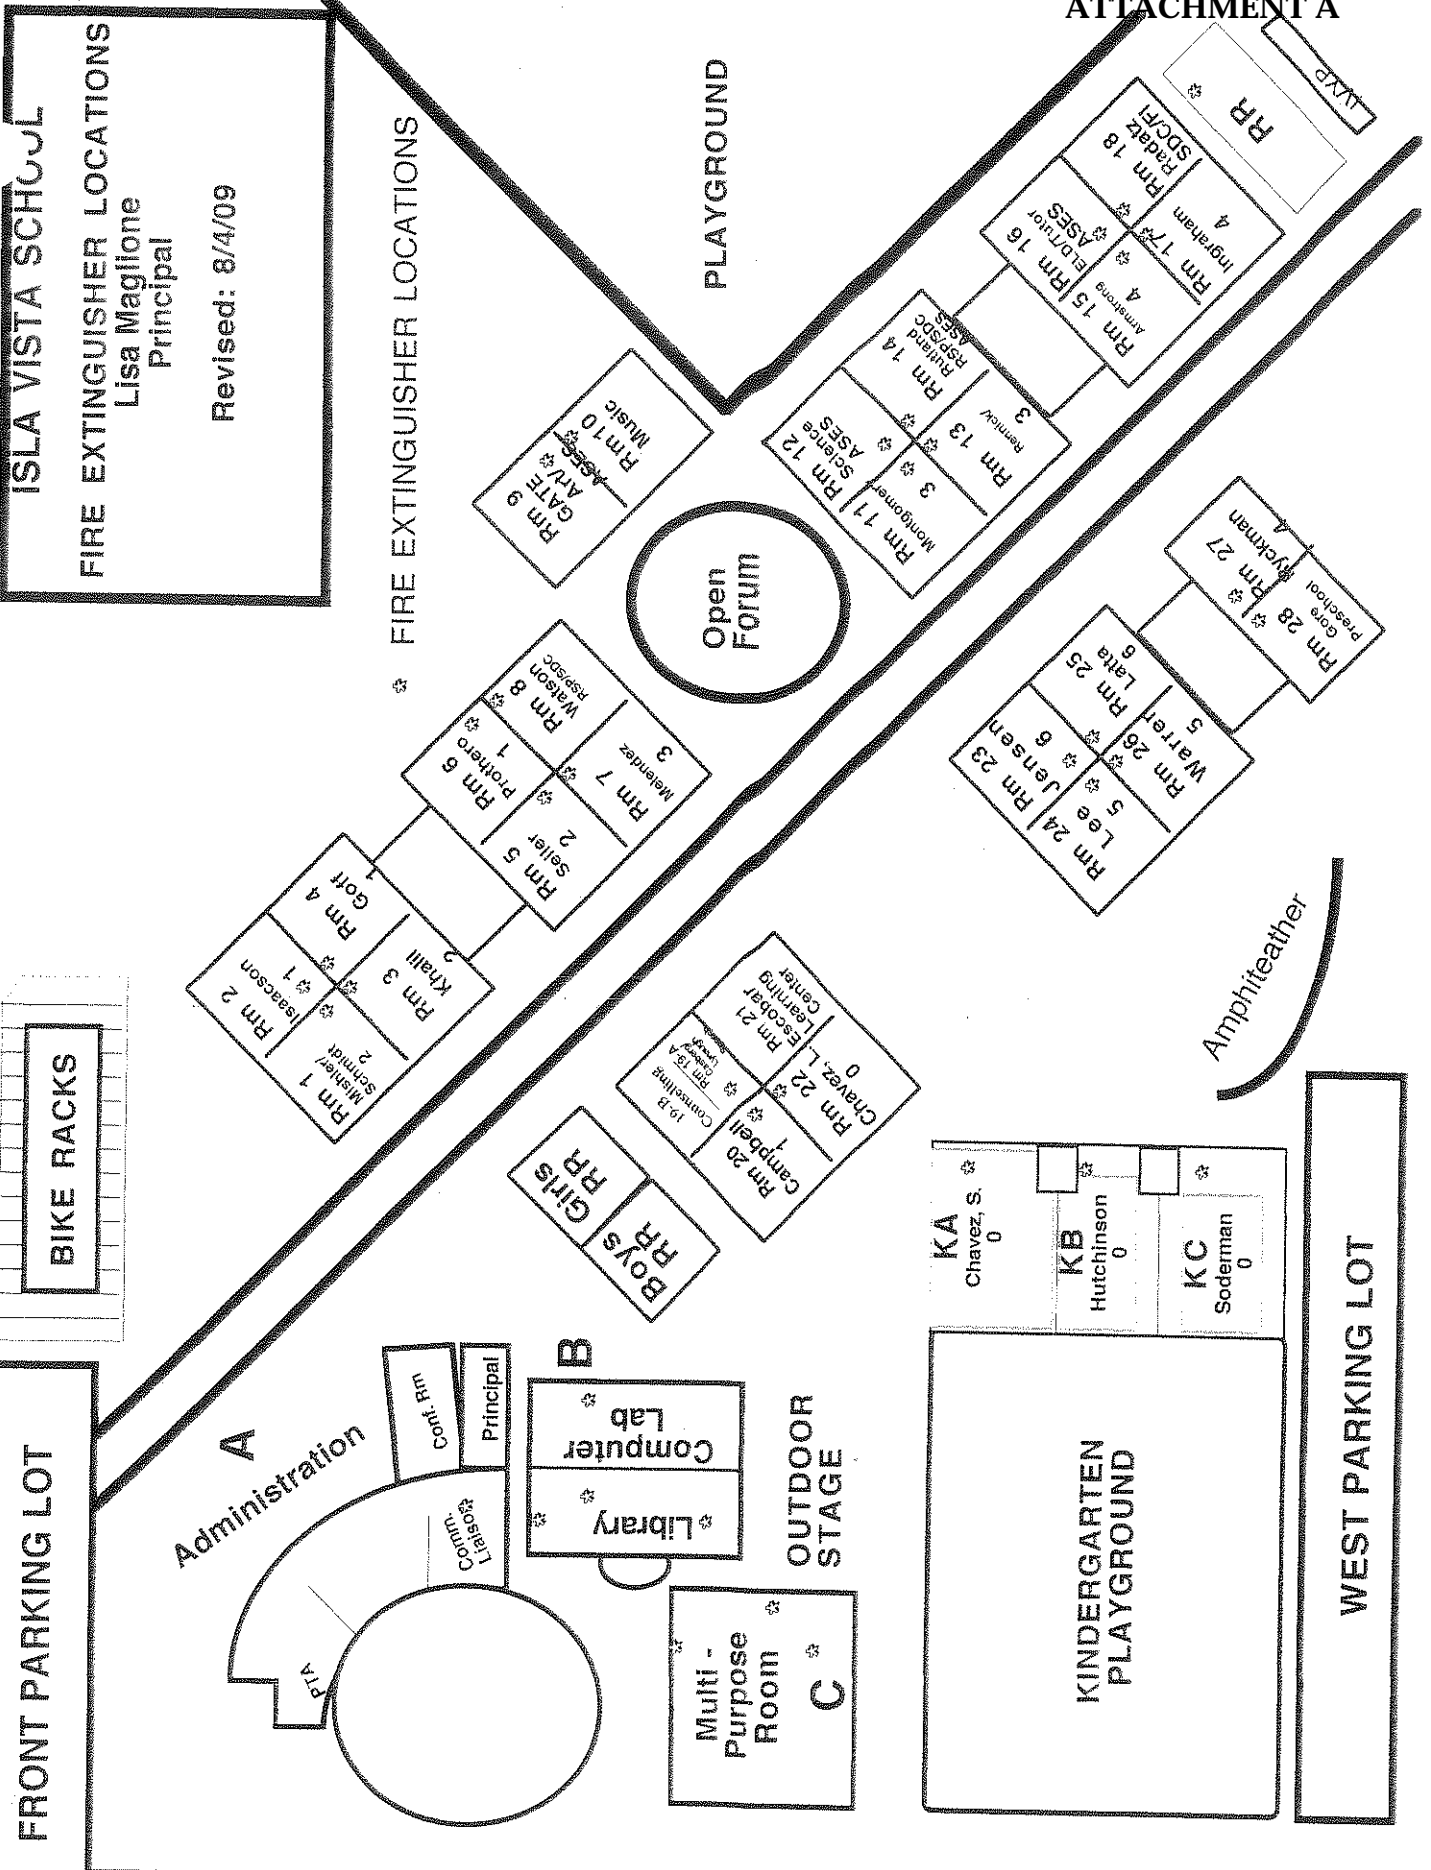 ATTACHMENT A
ISLA VISTA SCHOOL
FIRE EXTINGUISHER LOCATIONS
Lisa Maglione
Principal
Revised: 8/4/09
FIRE EXTINGUISHER LOCATIONS
PLAYGROUND
RR
IVYP
Rm 18
Radatz
SDC/FI
Rm 17
Ingraham
4
Rm 16
ELD/Tutor
ASES
Rm 15
Armstrong
4
Rm 14
Rutland
RSP/SDC
ASES
Rm 13
Rennick/
3
Rm 12
Science
ASES
Rm 11
Montgomer
3
Rm10
Music
Rm 9
GATE
Art/
ASES
Open
Forum
Rm 8
Watson
RSP/SDC
Rm 7
Melendez
3
Rm 6
Prothero
1
Rm 5
Seller
2
Rm 4
Goff
1
Rm 3
Khalil
2
Rm 2
Isaacson
1
Rm 1
Mishler/
Schmidt
2
Rm 27
Ryckman
4
Rm 28
Gore
Preschool
Rm 25
Latta
6
Rm 26
Warren
5
Rm 23
Jensen
6
Rm 24
Lee
5
Rm 21
Escobar
Learning
Center
Rm 22
Chavez, L.
0
19-B
Counselling
Rm 19-A
Rm 20
Campbell
1
Girls
RR
Boys
RR
BIKE RACKS
FRONT PARKING LOT
A
Administration
Conf. Rm
Principal
Comm.
Liaison
PTA
B
Computer
Lab
Library
OUTDOOR
STAGE
Multi -
Purpose
Room
C
Amphiteather
KA
Chavez, S.
0
KB
Hutchinson
0
KC
Soderman
0
KINDERGARTEN
PLAYGROUND
WEST PARKING LOT